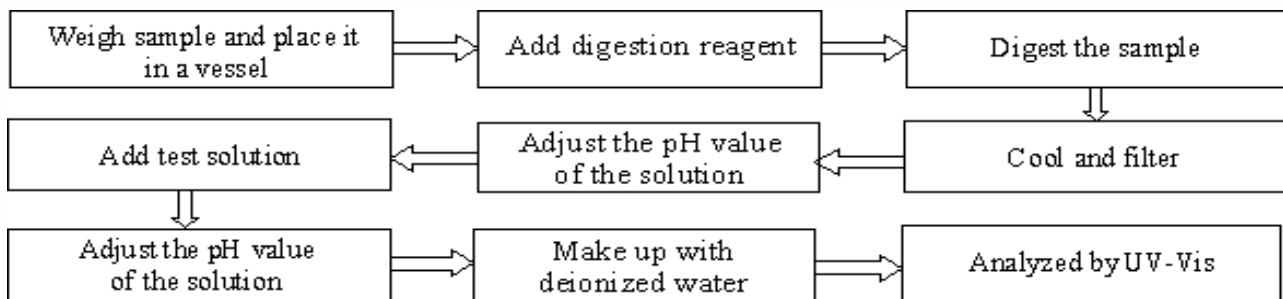 Weigh sample and place it
in a vessel
Add digestion reagent
Digest the sample
Cool and filter
Adjust the pH value
of the solution
Add test solution
Adjust the pH value
of the solution
Make up with
deionized water
Analyzed by UV-Vis